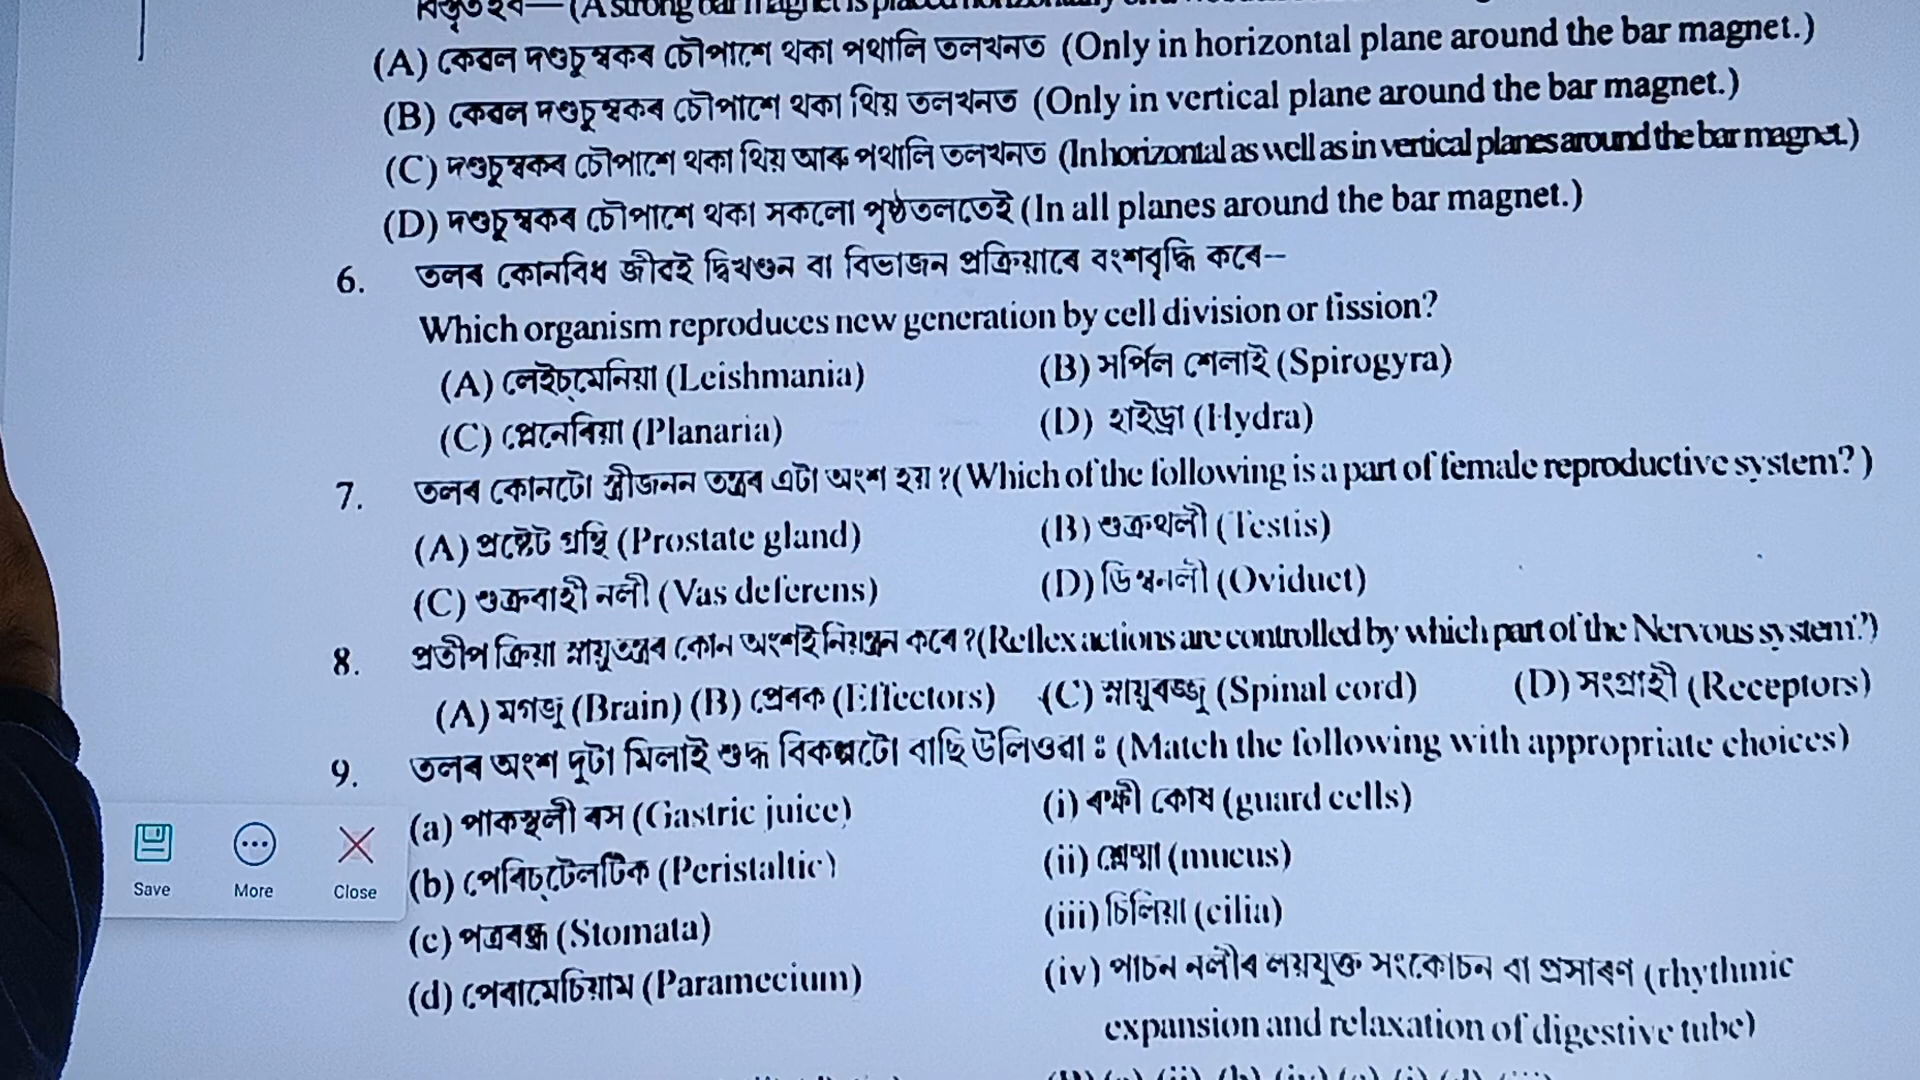 (A) কেৱল দণ্ডচুম্বকৰ চৌপাশে থকা পথালি তলখনত (Only in horizontal plane around the bar magnet.)
(B) কেৱল দণ্ডচুম্বকৰ চৌপাশে থকা থিয় তলখনত (Only in vertical plane around the bar magnet.)
(C) দণ্ডচুম্বকৰ চৌপাশে থকা থিয় আৰু পথালি তলখনত (In horizontal as well as in vertical planes around the bar magnet.)
(D) দণ্ডচুম্বকৰ চৌপাশে থকা সকলো পৃষ্ঠতলতেই (In all planes around the bar magnet.)
6. তলৰ কোনবিধ জীৱই দ্বিখণ্ডন বা বিভাজন প্ৰক্ৰিয়াৰে বংশবৃদ্ধি কৰে--
Which organism reproduces new generation by cell division or fission?
(A) লেইচ্‌মেনিয়া (Leishmania) (B) সৰ্পিল শেলাই (Spirogyra)
(C) প্লেনেৰিয়া (Planaria) (D) হাইড্ৰা (Hydra)
7. তলৰ কোনটো স্ত্ৰীজনন তন্ত্ৰৰ এটা অংশ হয় ? (Which of the following is a part of female reproductive system? )
(A) প্ৰষ্টেট গ্ৰন্থি (Prostate gland) (B) শুক্ৰথলী (Testis)
(C) শুক্ৰবাহী নলী (Vas deferens) (D) ডিম্বনলী (Oviduct)
8. প্ৰতীপ ক্ৰিয়া স্নায়ুতন্ত্ৰৰ কোন অংশই নিয়ন্ত্ৰন কৰে ? (Reflex actions are controlled by which part of the Nervous system?)
(A) মগজু (Brain) (B) প্ৰেৰক (Effectors) (C) স্নায়ুৰজ্জু (Spinal cord) (D) সংগ্ৰাহী (Receptors)
9. তলৰ অংশ দুটা মিলাই শুদ্ধ বিকল্পটো বাছি উলিওৱা ঃ (Match the following with appropriate choices)
(a) পাকস্থলী ৰস (Gastric juice) (i) ৰক্ষী কোষ (guard cells)
(b) পেৰিচ্‌টেলটিক (Peristaltic) (ii) শ্লেষ্মা (mucus)
(c) পত্ৰৰন্ধ্ৰ (Stomata) (iii) চিলিয়া (cilia)
(d) পেৰামেচিয়াম (Paramecium) (iv) পাচন নলীৰ লয়যুক্ত সংকোচন বা প্ৰসাৰণ (rhythmic
expansion and relaxation of digestive tube)
Save More Close